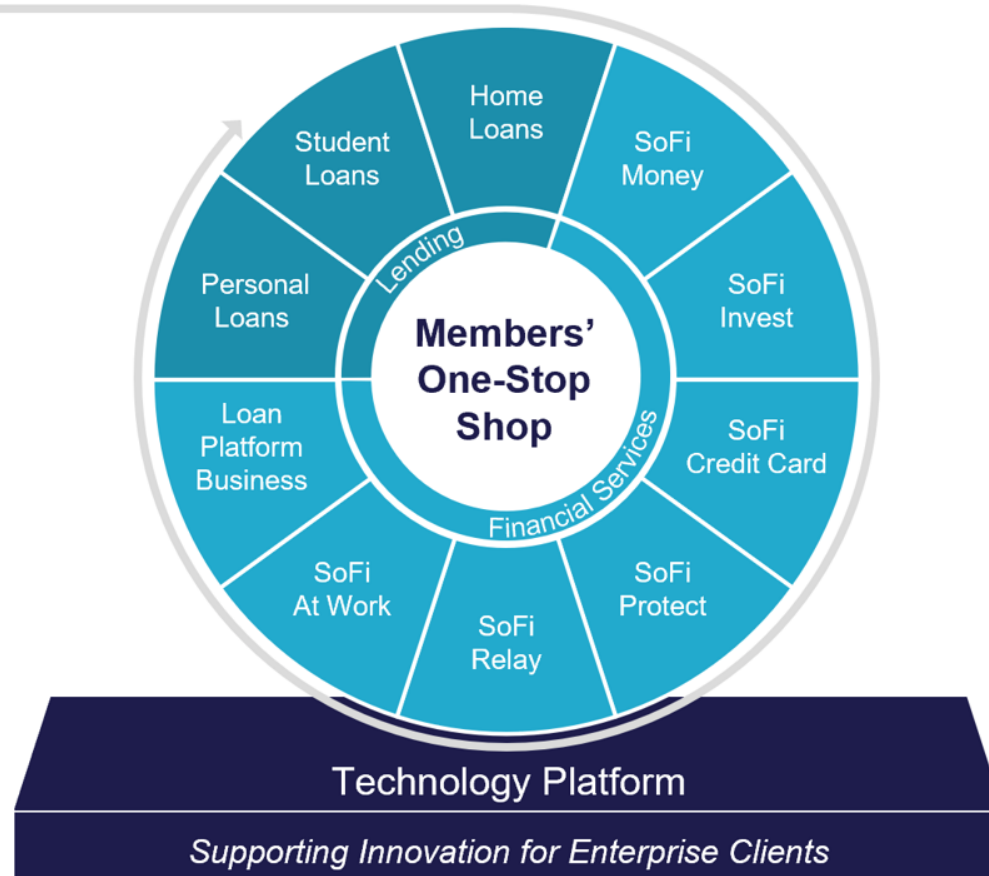 Home
Loans
SoFi
Money
SoFi
Invest
SoFi
Credit Card
SoFi
Protect
SoFi
Relay
SoFi
At Work
Loan
Platform
Business
Personal
Loans
Student
Loans
Lending
Financial Services
Members’
One-Stop
Shop
Technology Platform
Supporting Innovation for Enterprise Clients